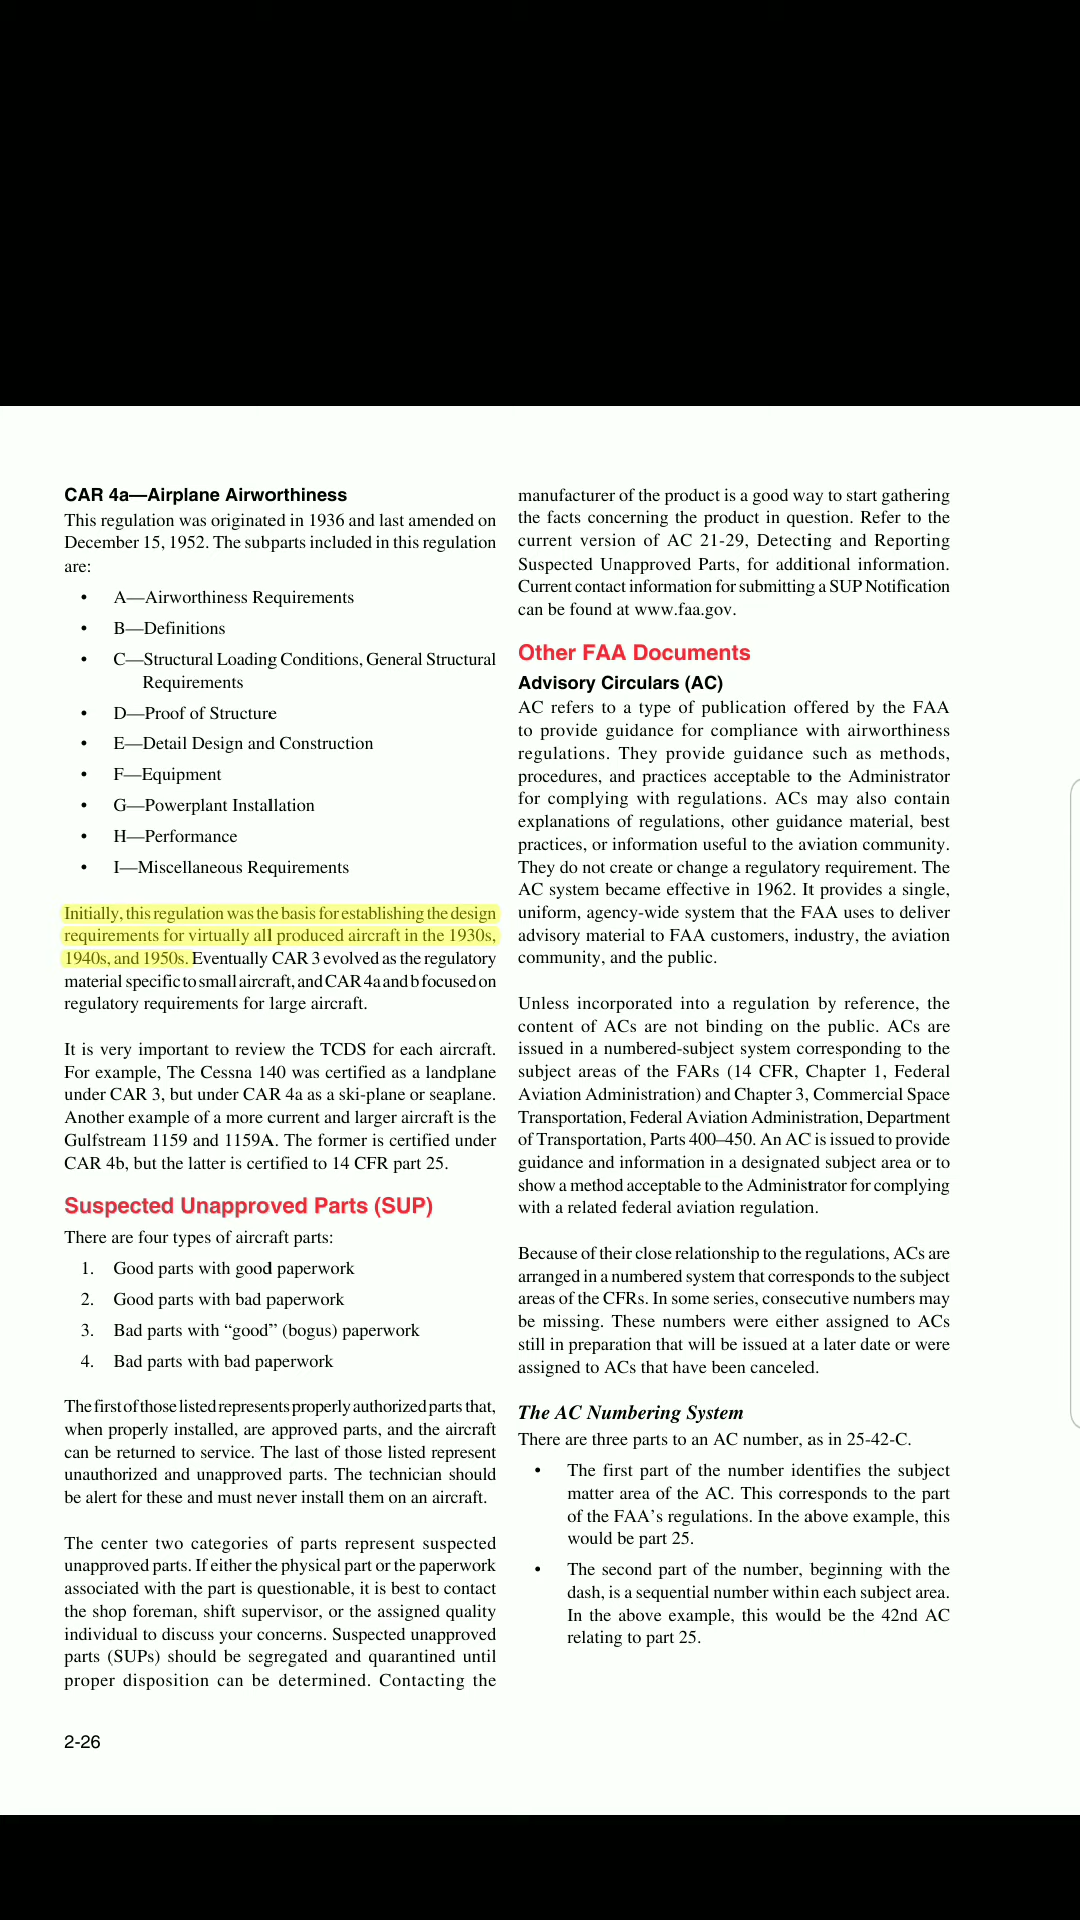 CAR 4a—Airplane Airworthiness
This regulation was originated in 1936 and last amended on
December 15, 1952. The subparts included in this regulation
are:
• A—Airworthiness Requirements
• B—Definitions
• C—Structural Loading Conditions, General Structural
Requirements
• D—Proof of Structure
• E—Detail Design and Construction
• F—Equipment
• G—Powerplant Installation
• H—Performance
• I—Miscellaneous Requirements
Initially, this regulation was the basis for establishing the design
requirements for virtually all produced aircraft in the 1930s,
1940s, and 1950s. Eventually CAR 3 evolved as the regulatory
material specific to small aircraft, and CAR 4a and b focused on
regulatory requirements for large aircraft.
It is very important to review the TCDS for each aircraft.
For example, The Cessna 140 was certified as a landplane
under CAR 3, but under CAR 4a as a ski-plane or seaplane.
Another example of a more current and larger aircraft is the
Gulfstream 1159 and 1159A. The former is certified under
CAR 4b, but the latter is certified to 14 CFR part 25.
Suspected Unapproved Parts (SUP)
There are four types of aircraft parts:
1. Good parts with good paperwork
2. Good parts with bad paperwork
3. Bad parts with “good” (bogus) paperwork
4. Bad parts with bad paperwork
The first of those listed represents properly authorized parts that,
when properly installed, are approved parts, and the aircraft
can be returned to service. The last of those listed represent
unauthorized and unapproved parts. The technician should
be alert for these and must never install them on an aircraft.
The center two categories of parts represent suspected
unapproved parts. If either the physical part or the paperwork
associated with the part is questionable, it is best to contact
the shop foreman, shift supervisor, or the assigned quality
individual to discuss your concerns. Suspected unapproved
parts (SUPs) should be segregated and quarantined until
proper disposition can be determined. Contacting the
manufacturer of the product is a good way to start gathering
the facts concerning the product in question. Refer to the
current version of AC 21-29, Detecting and Reporting
Suspected Unapproved Parts, for additional information.
Current contact information for submitting a SUP Notification
can be found at www.faa.gov.
Other FAA Documents
Advisory Circulars (AC)
AC refers to a type of publication offered by the FAA
to provide guidance for compliance with airworthiness
regulations. They provide guidance such as methods,
procedures, and practices acceptable to the Administrator
for complying with regulations. ACs may also contain
explanations of regulations, other guidance material, best
practices, or information useful to the aviation community.
They do not create or change a regulatory requirement. The
AC system became effective in 1962. It provides a single,
uniform, agency-wide system that the FAA uses to deliver
advisory material to FAA customers, industry, the aviation
community, and the public.
Unless incorporated into a regulation by reference, the
content of ACs are not binding on the public. ACs are
issued in a numbered-subject system corresponding to the
subject areas of the FARs (14 CFR, Chapter 1, Federal
Aviation Administration) and Chapter 3, Commercial Space
Transportation, Federal Aviation Administration, Department
of Transportation, Parts 400–450. An AC is issued to provide
guidance and information in a designated subject area or to
show a method acceptable to the Administrator for complying
with a related federal aviation regulation.
Because of their close relationship to the regulations, ACs are
arranged in a numbered system that corresponds to the subject
areas of the CFRs. In some series, consecutive numbers may
be missing. These numbers were either assigned to ACs
still in preparation that will be issued at a later date or were
assigned to ACs that have been canceled.
The AC Numbering System
There are three parts to an AC number, as in 25-42-C.
• The first part of the number identifies the subject
matter area of the AC. This corresponds to the part
of the FAA’s regulations. In the above example, this
would be part 25.
• The second part of the number, beginning with the
dash, is a sequential number within each subject area.
In the above example, this would be the 42nd AC
relating to part 25.
2-26